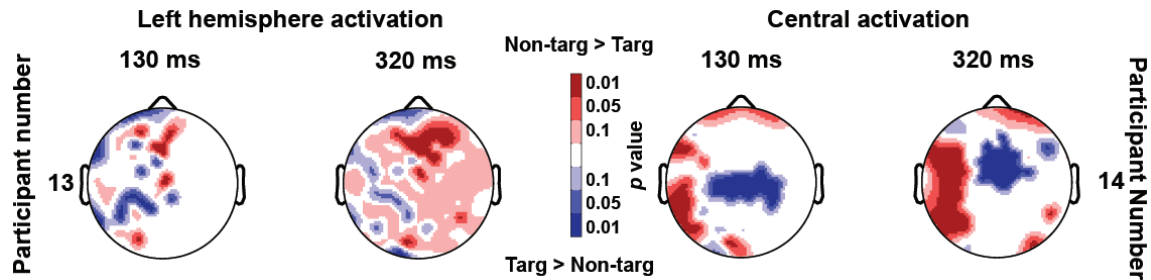 Left hemisphere activation
Central activation
130 ms
320 ms
Non-targ > Targ
130 ms
320 ms
Participant number
13
0.01
0.05
0.1
0.1
0.05
0.01
p value
Targ > Non-targ
14
Participant Number